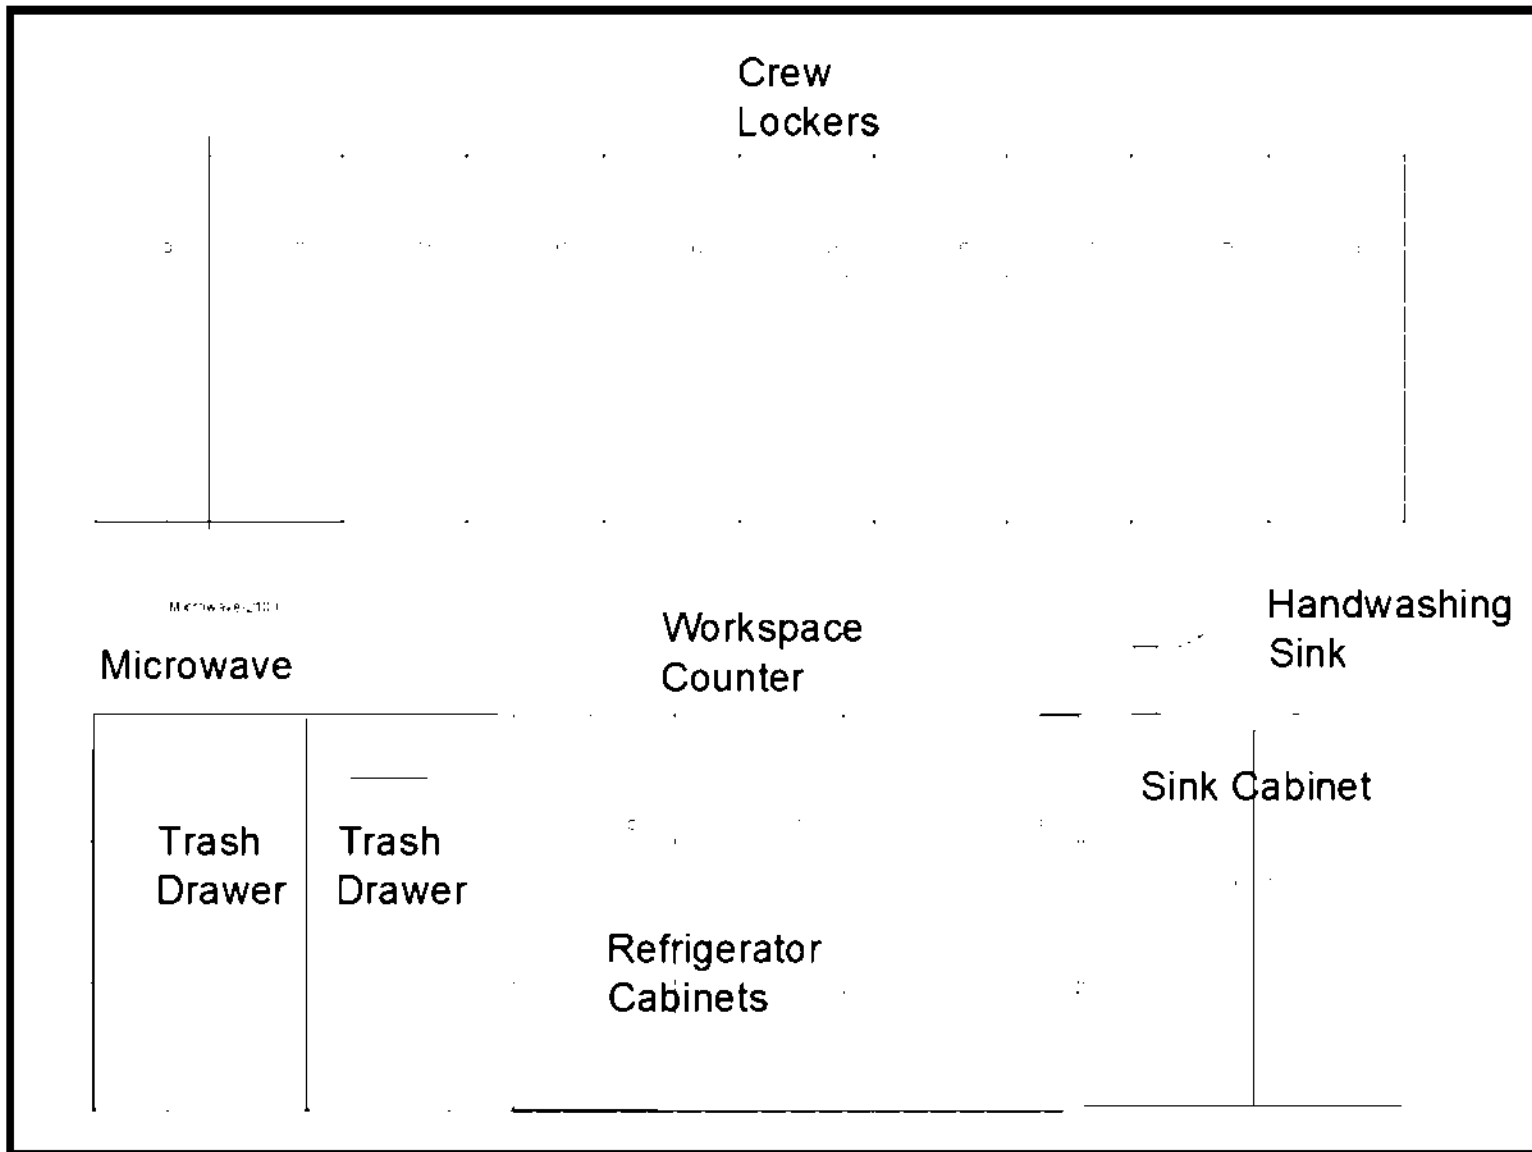 Crew
Lockers
Workspace
Counter
Handwashing
Sink
Microwave
Sink Cabinet
Trash
Drawer
Trash
Drawer
Refrigerator
Cabinets